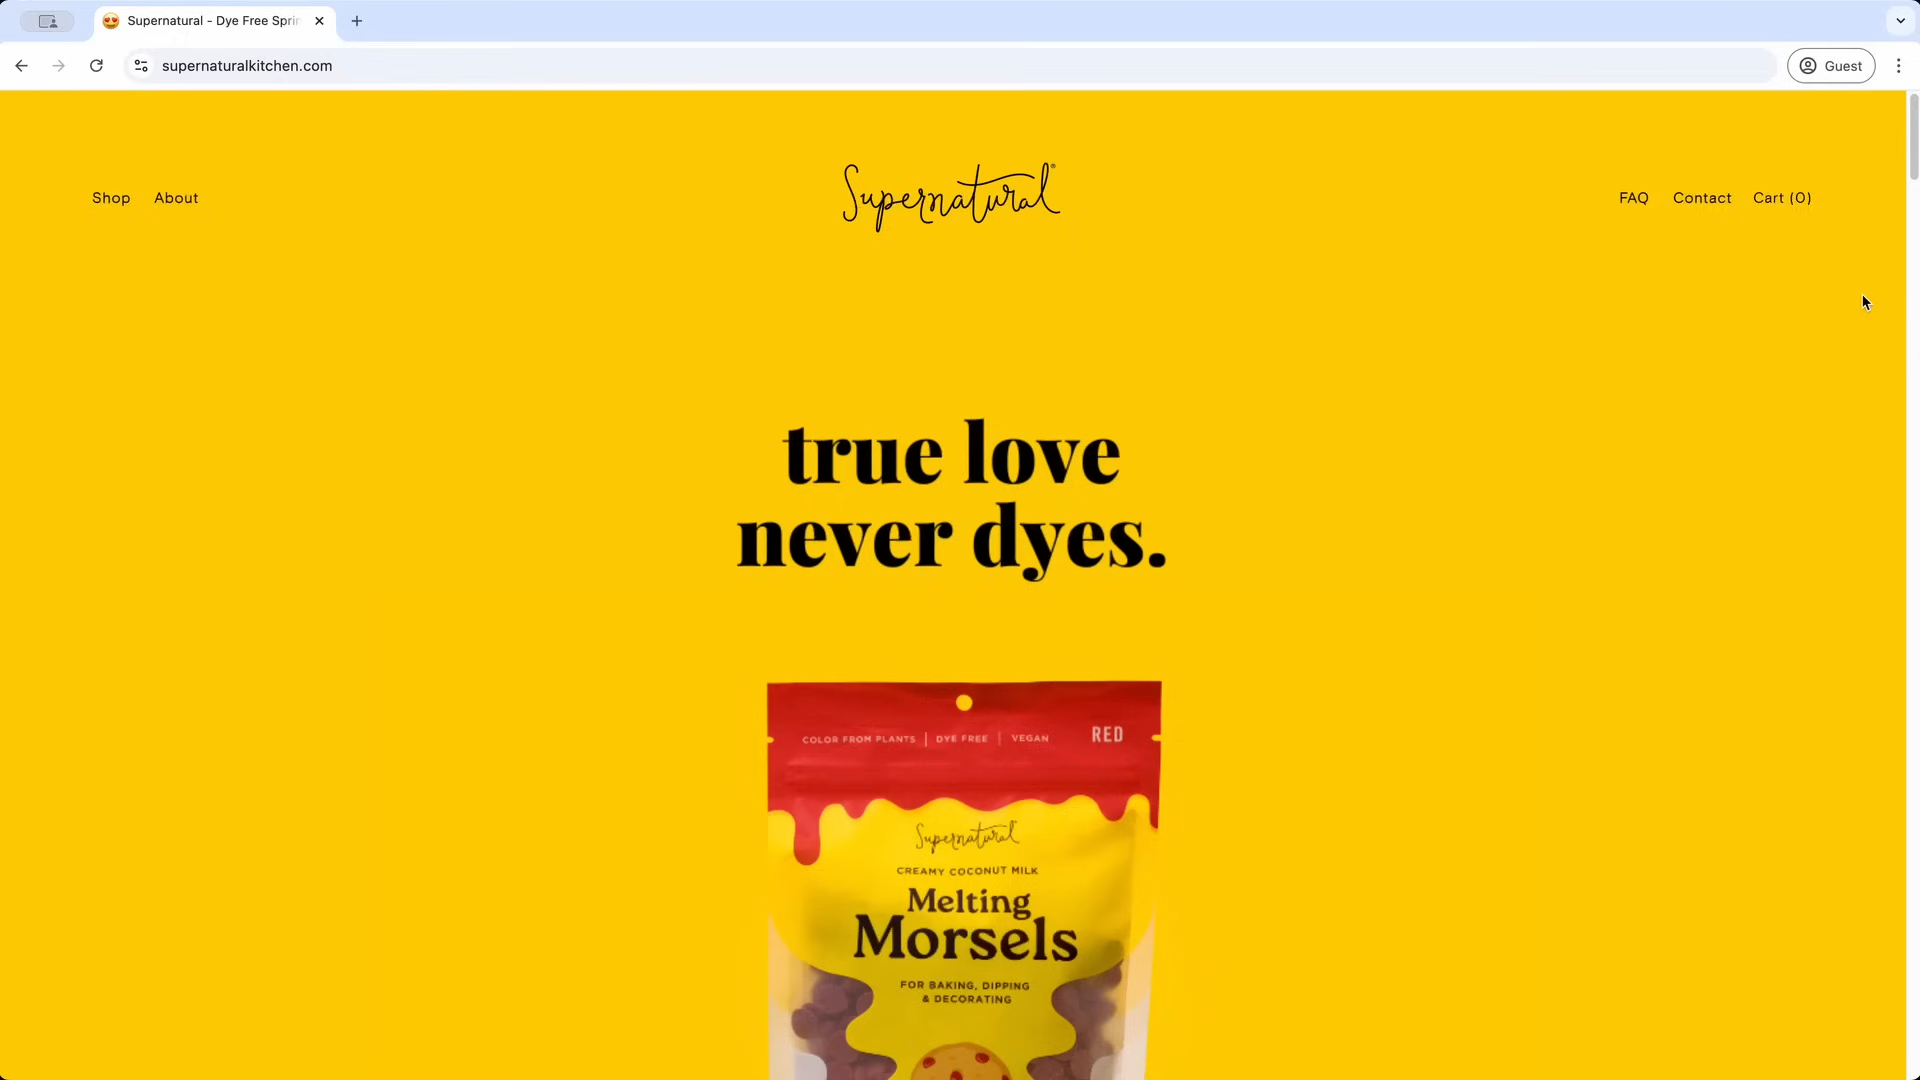 Supernatural - Dye Free Sprin
supernaturalkitchen.com
Guest
Shop
About
Supernatural®
FAQ
Contact
Cart (0)
true love
never dyes.
COLOR FROM PLANTS | DYE FREE | VEGAN
RED
Supernatural
CREAMY COCONUT MILK
Melting
Morsels
FOR BAKING, DIPPING
& DECORATING